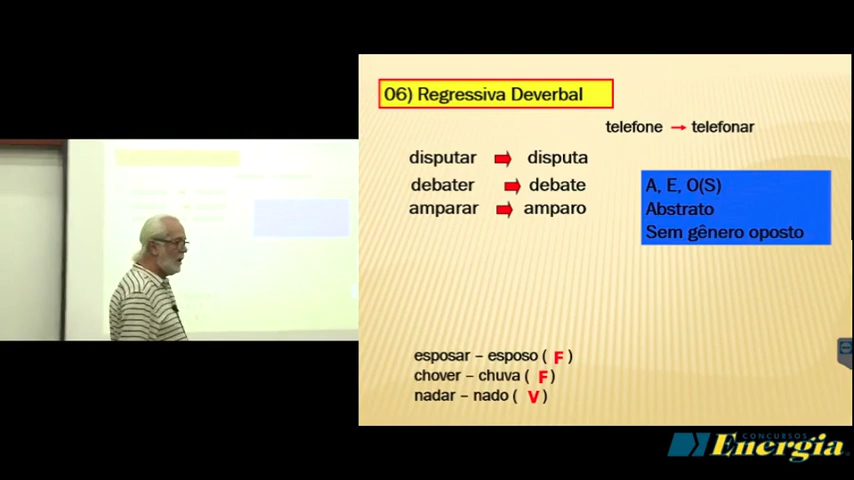 06) Regressiva Deverbal
telefone → telefonar
disputar → disputa
debater → debate
amparar → amparo
A, E, O(S)
Abstrato
Sem gênero oposto
esposar – esposo ( F )
chover – chuva ( F )
nadar – nado ( V )
CONCURSOS
Energia